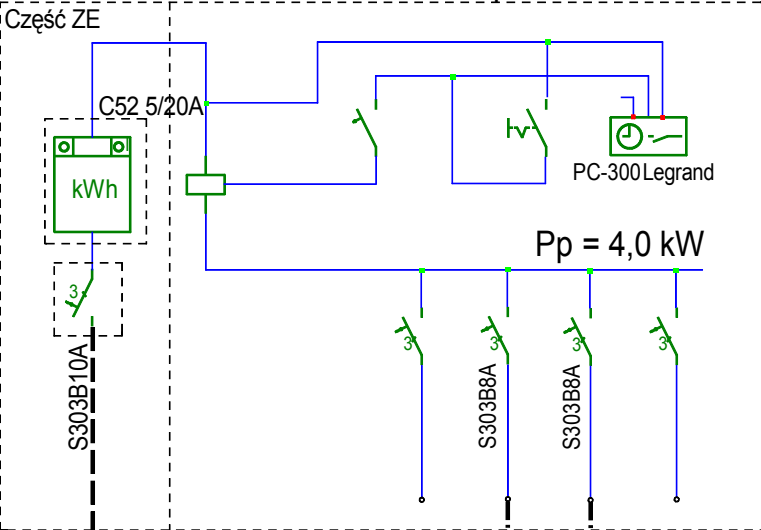 Część ZE
C52 5/20A
kWh
PC-300 Legrand
Pp = 4,0 kW
3
3
3
3
3
S303B10A
S303B8A
S303B8A